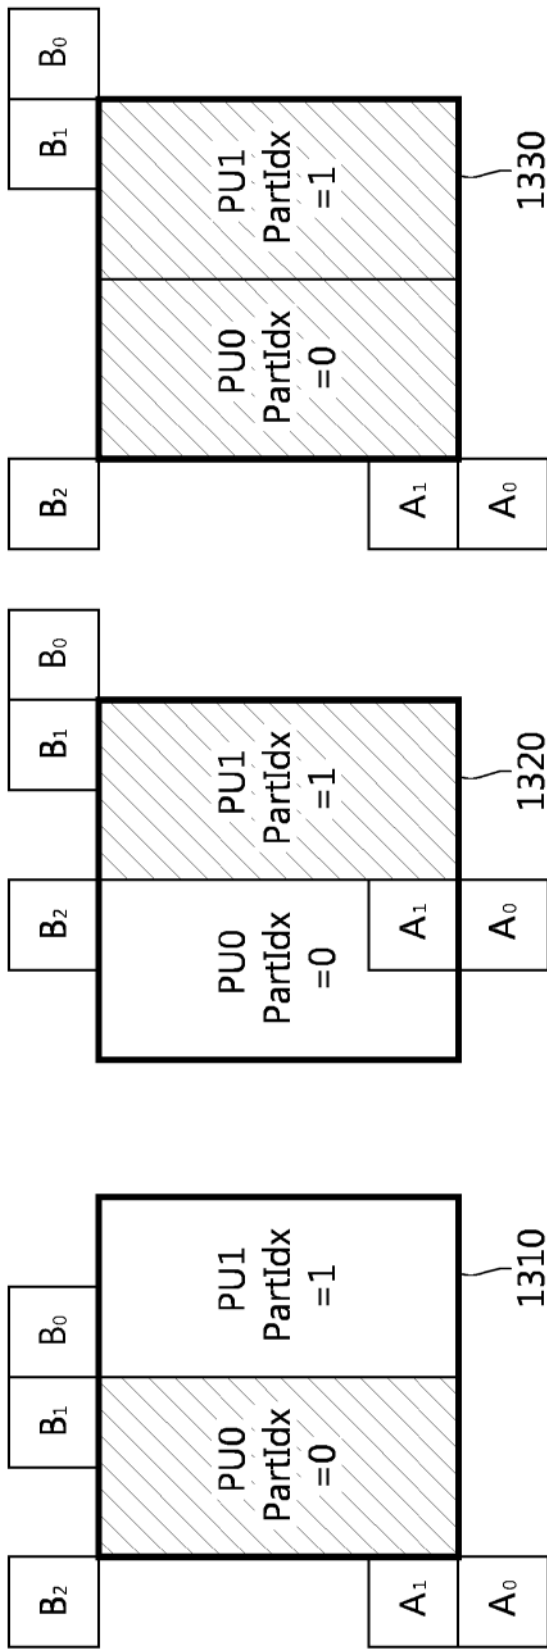 B2
B1
B0
PU0
PartIdx
=0
PU1
PartIdx
=1
A1
A0
1310
B2
B1
B0
PU0
PartIdx
=0
PU1
PartIdx
=1
A1
A0
1320
B2
B1
B0
PU0
PartIdx
=0
PU1
PartIdx
=1
A1
A0
1330